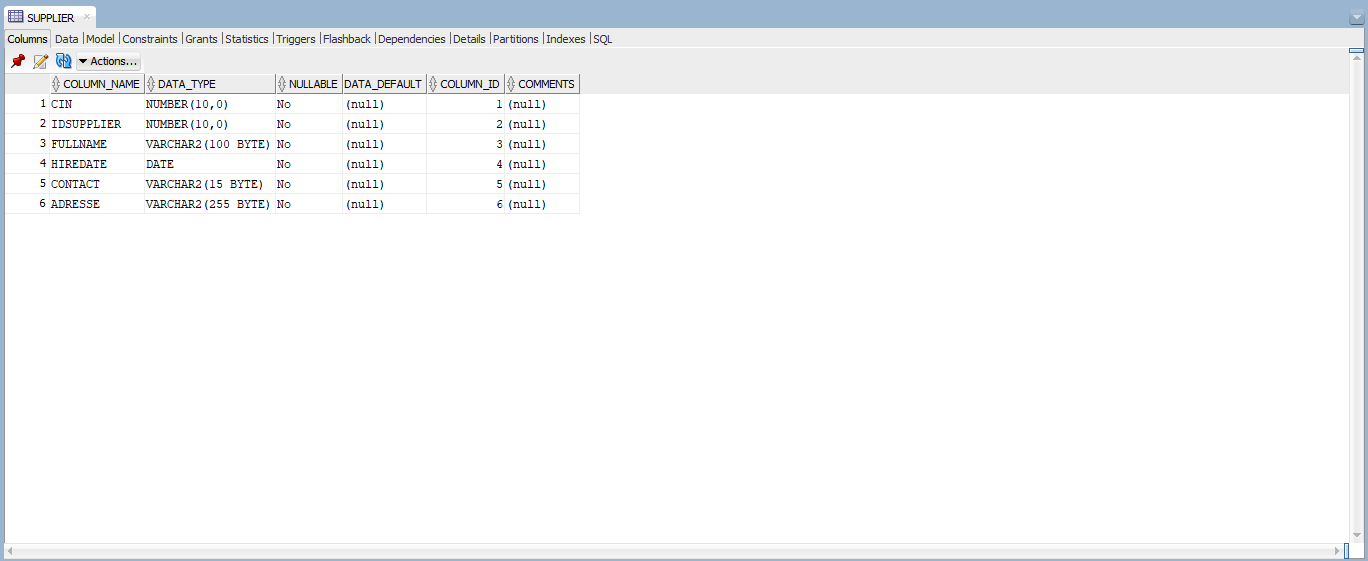 SUPPLIER
Columns Data Model Constraints Grants Statistics Triggers Flashback Dependencies Details Partitions Indexes SQL
Actions...
COLUMN_NAME DATA_TYPE NULLABLE DATA_DEFAULT COLUMN_ID COMMENTS
1 CIN NUMBER(10,0) No (null) 1 (null)
2 IDSUPPLIER NUMBER(10,0) No (null) 2 (null)
3 FULLNAME VARCHAR2(100 BYTE) No (null) 3 (null)
4 HIREDATE DATE No (null) 4 (null)
5 CONTACT VARCHAR2(15 BYTE) No (null) 5 (null)
6 ADRESSE VARCHAR2(255 BYTE) No (null) 6 (null)